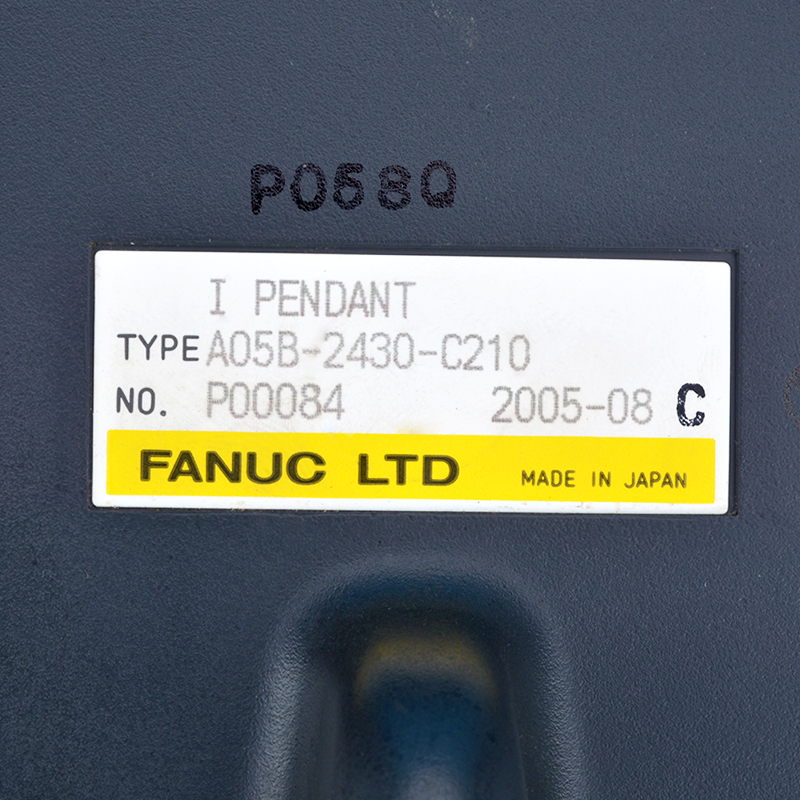 P058Q
I PENDANT
TYPE A05B-2430-C210
NO. P00084 2005-08 C
FANUC LTD MADE IN JAPAN